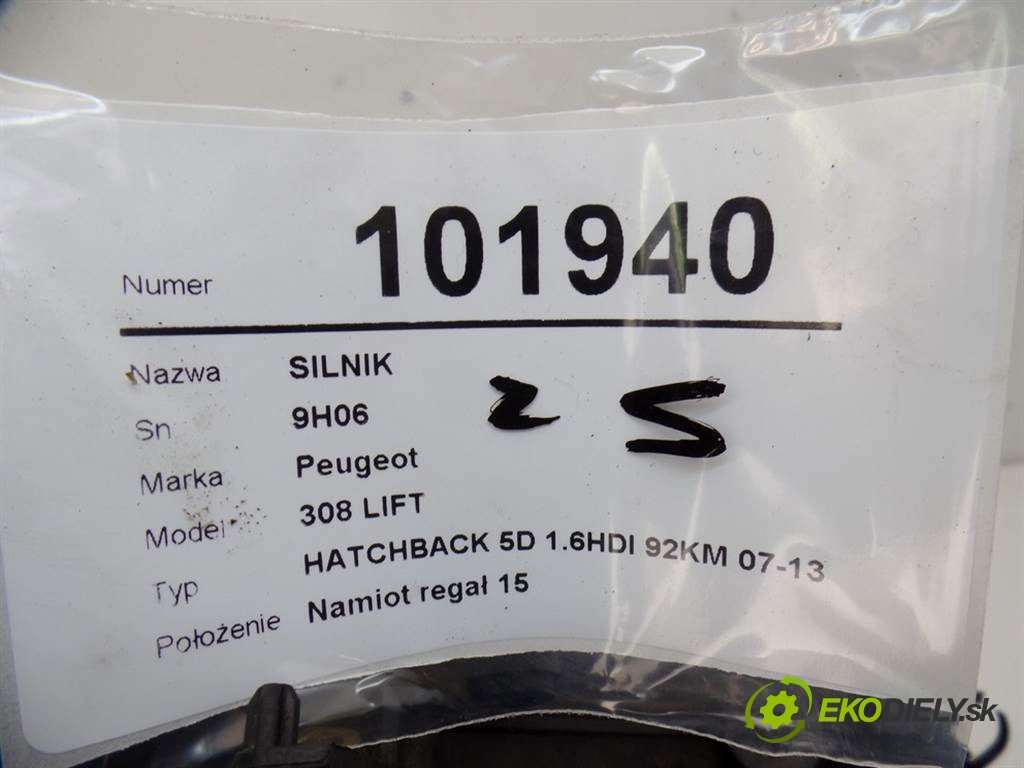 Numer 101940
Nazwa SILNIK
Sn 9H06
2 S
Marka Peugeot
Model 308 LIFT
Typ HATCHBACK 5D 1.6HDI 92KM 07-13
Położenie Namiot regał 15
EKODIELY.sk